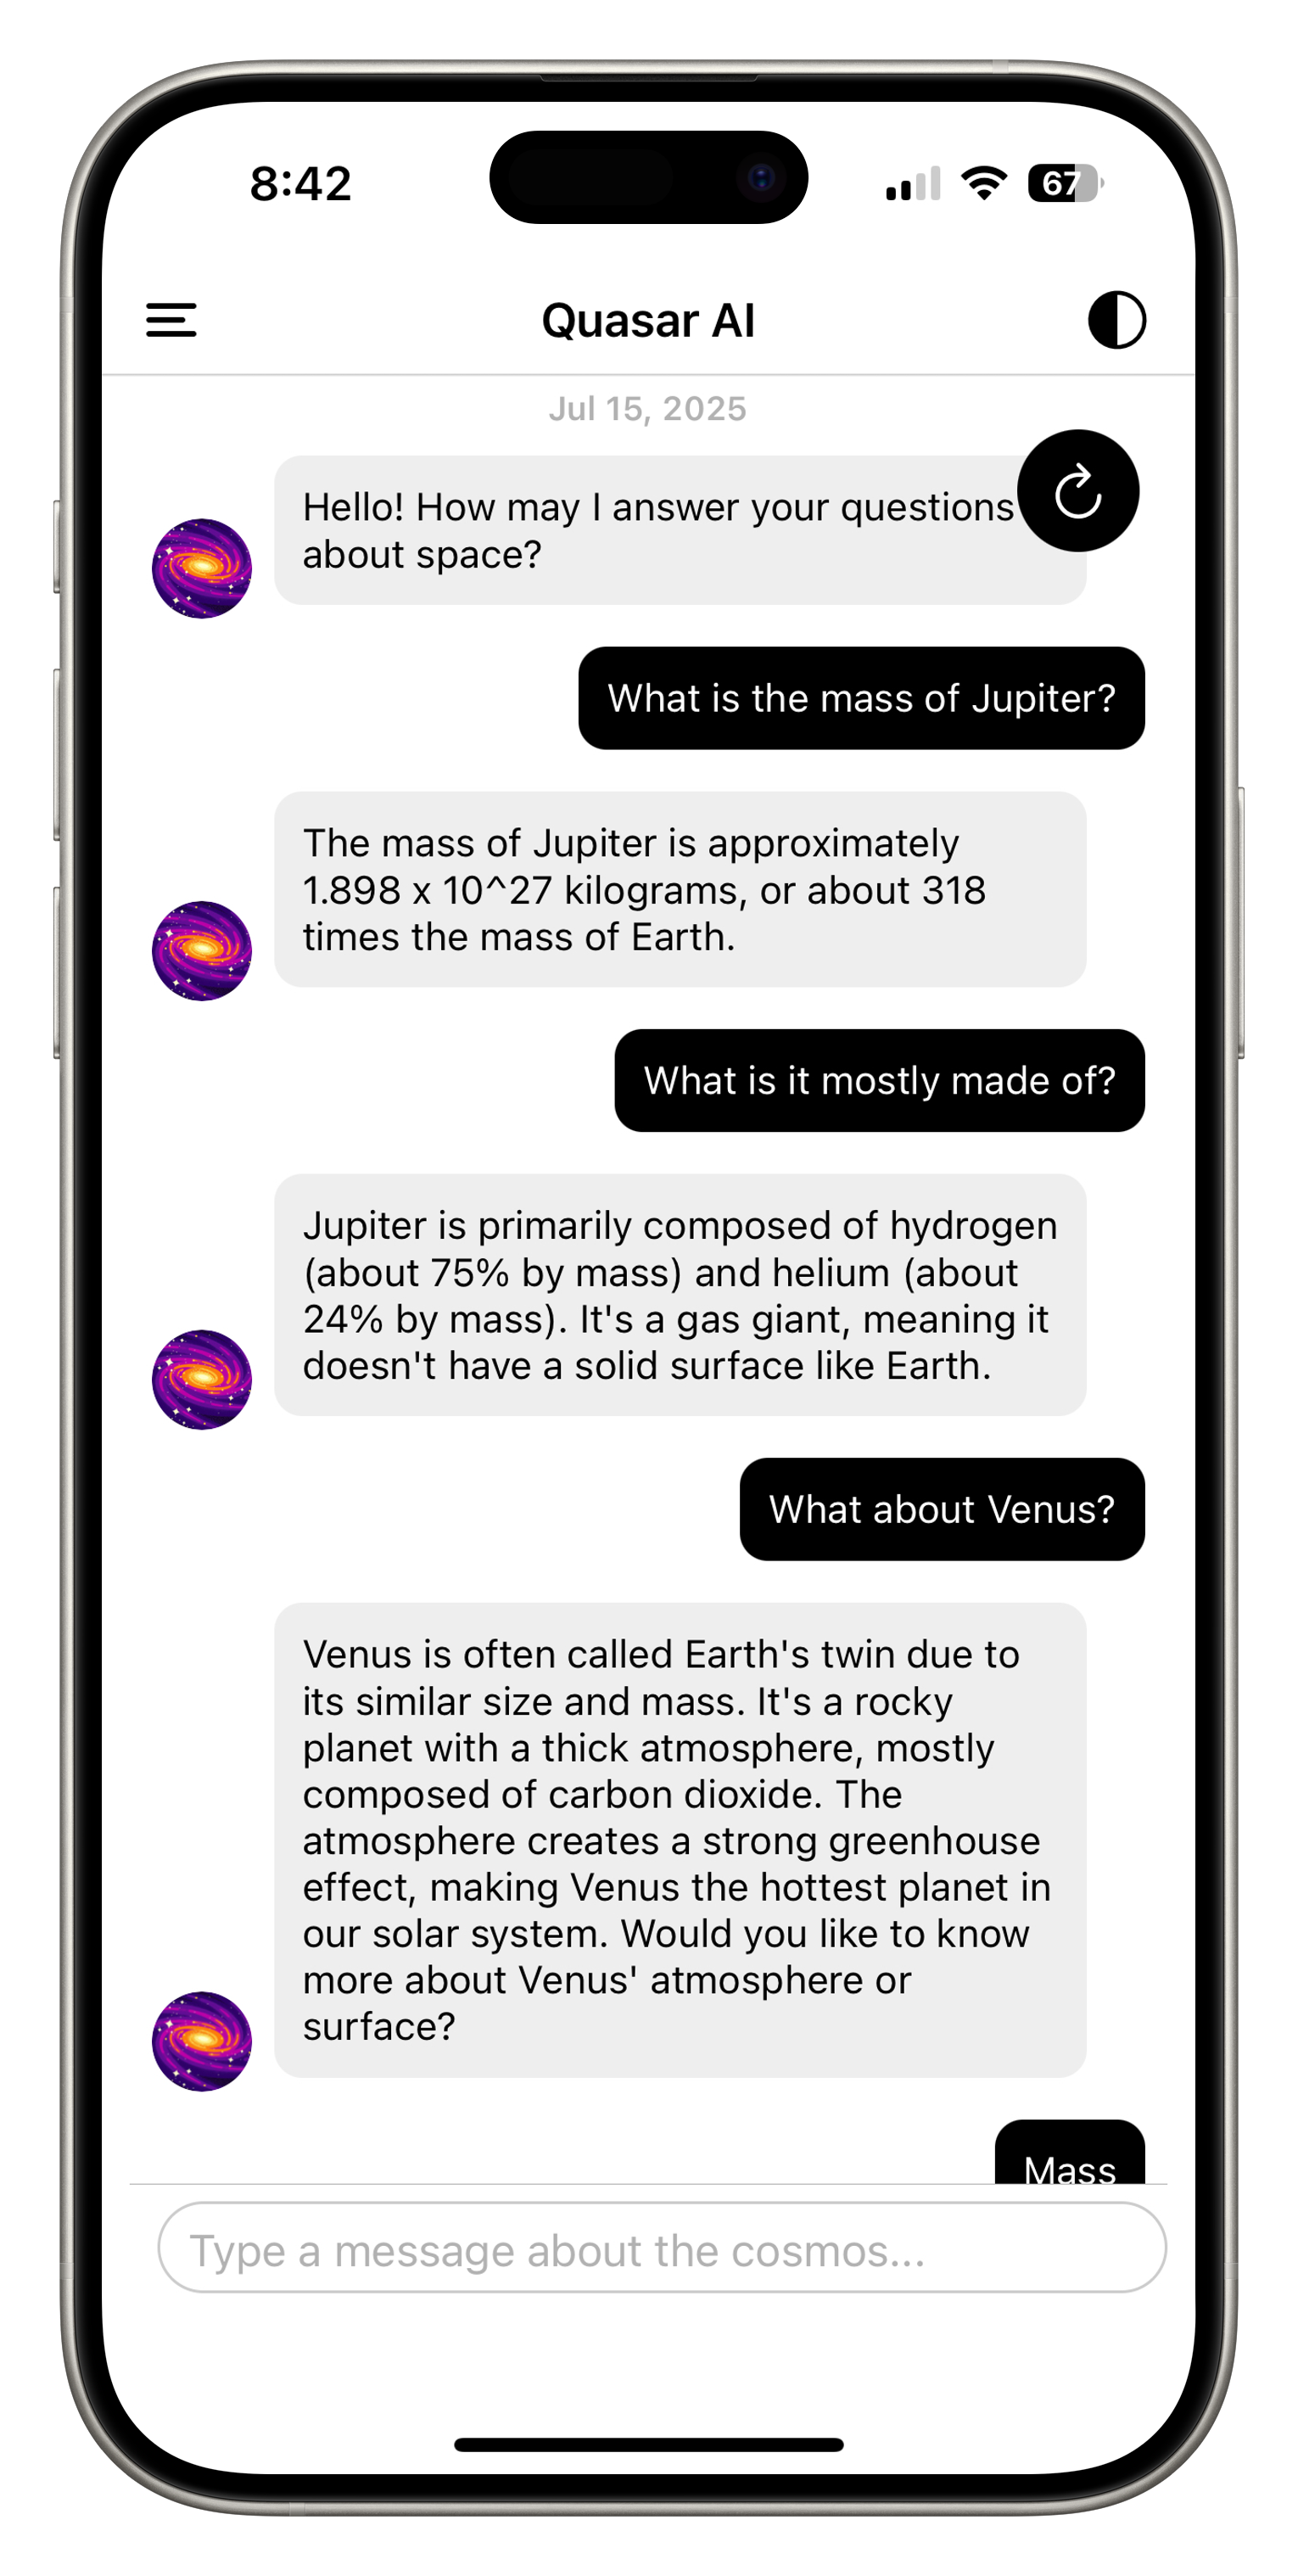 8:42
67
Quasar AI
Jul 15, 2025
Hello! How may I answer your questions
about space?
What is the mass of Jupiter?
The mass of Jupiter is approximately
1.898 x 10^27 kilograms, or about 318
times the mass of Earth.
What is it mostly made of?
Jupiter is primarily composed of hydrogen
(about 75% by mass) and helium (about
24% by mass). It's a gas giant, meaning it
doesn't have a solid surface like Earth.
What about Venus?
Venus is often called Earth's twin due to
its similar size and mass. It's a rocky
planet with a thick atmosphere, mostly
composed of carbon dioxide. The
atmosphere creates a strong greenhouse
effect, making Venus the hottest planet in
our solar system. Would you like to know
more about Venus' atmosphere or
surface?
Mass
Type a message about the cosmos...